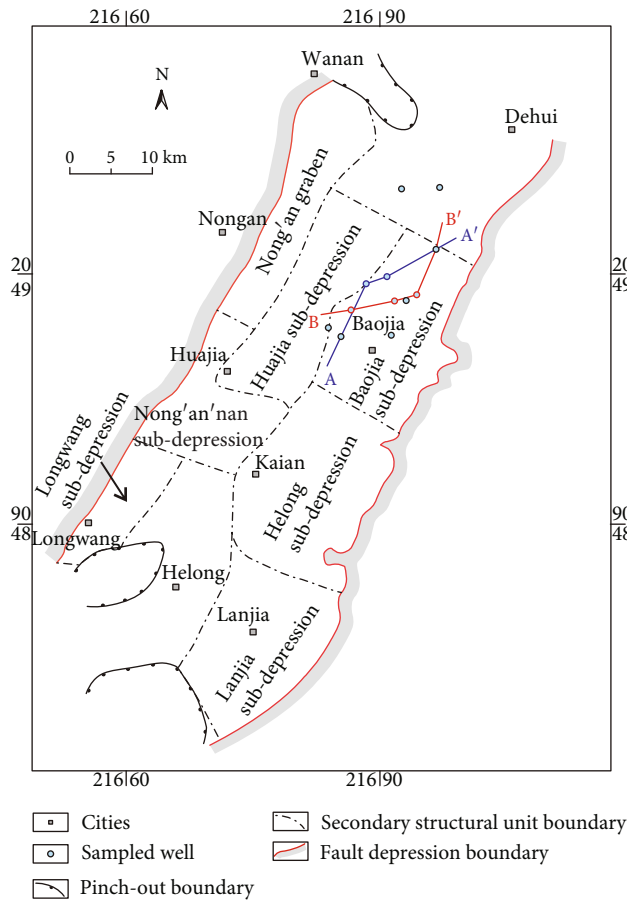 216 60
216 90
Wanan
N
Dehui
0 5 10 km
Nong'an graben
Nongan
B'
A'
20
49
20
49
Huajia sub-depression
B
Baojia
Huajia
A
Baojia
sub-depression
Nong'an'nan
sub-depression
Longwang
sub-depression
Kaian
Helong
sub-depression
90
48
90
48
Longwang
Helong
Lanjia
Lanjia
sub-depression
216 60
216 90
Cities
Secondary structural unit boundary
Sampled well
Fault depression boundary
Pinch-out boundary